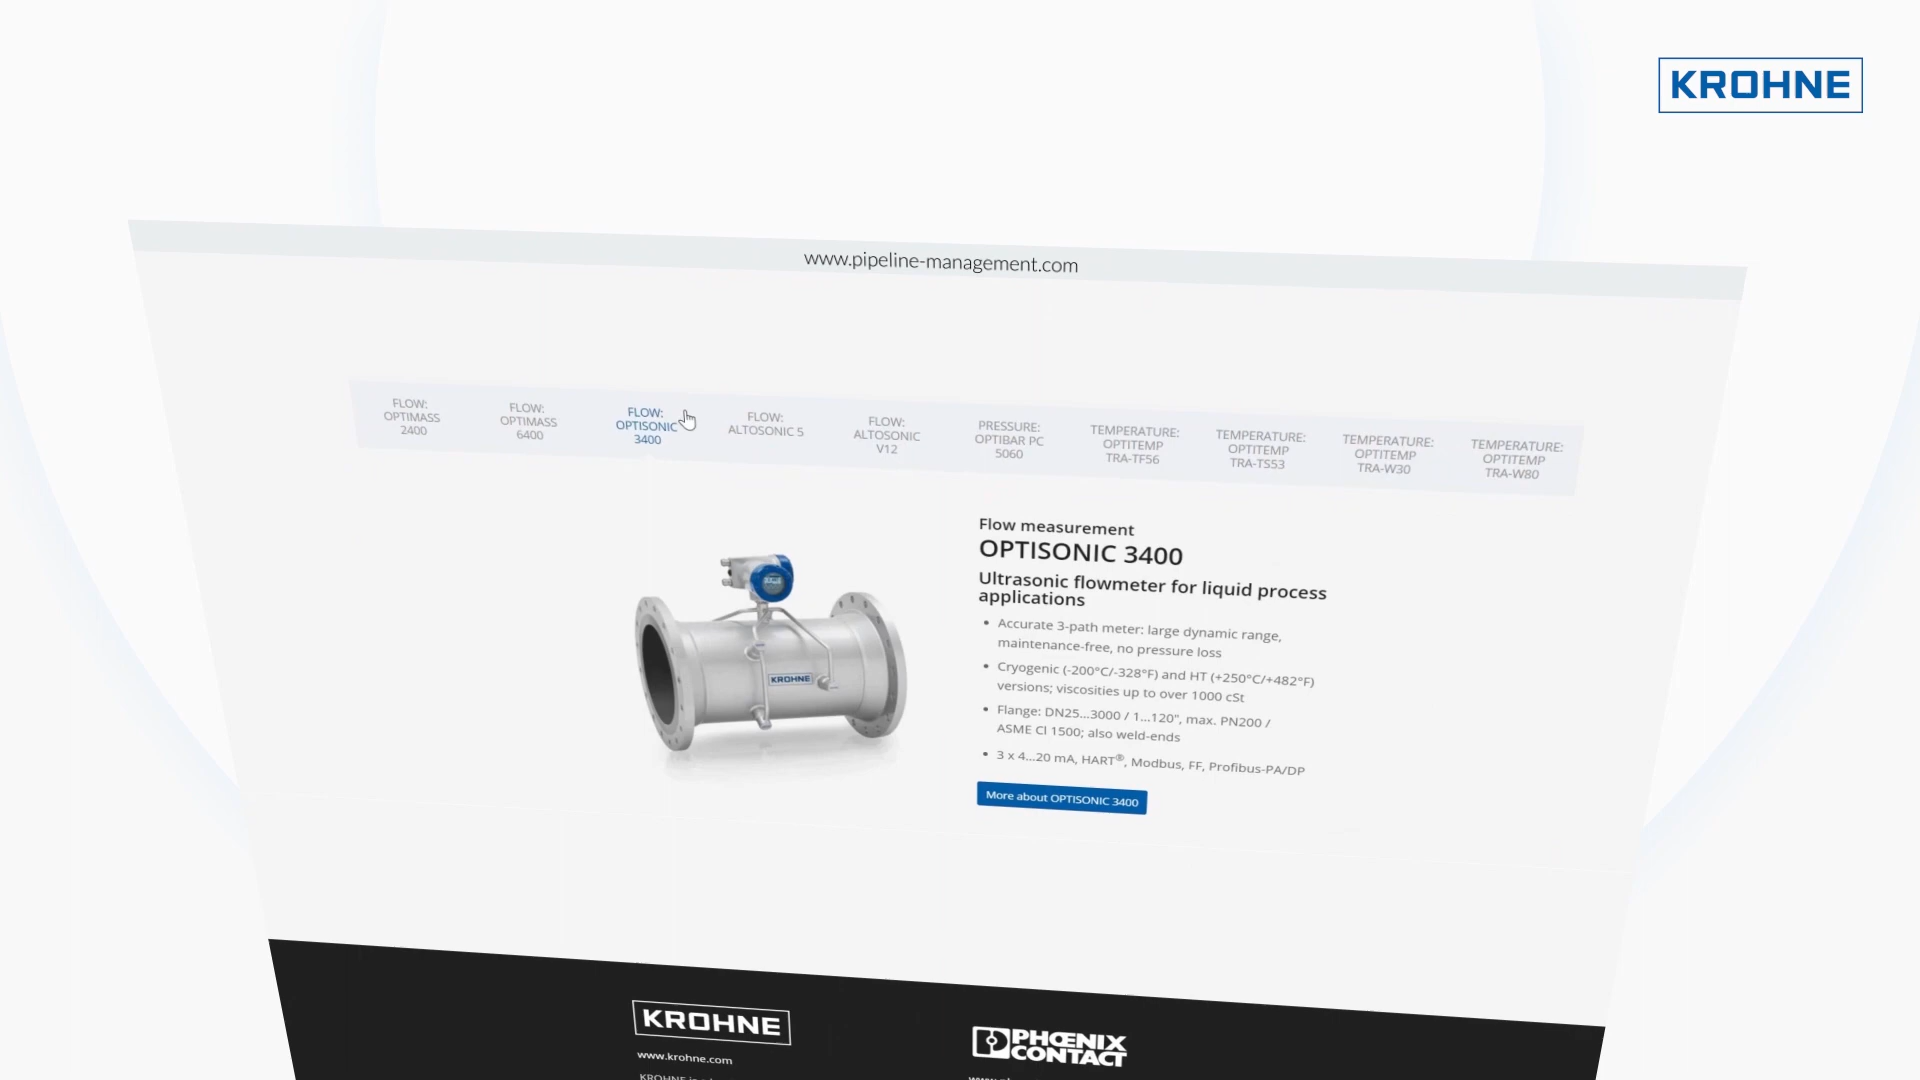 KROHNE
www.pipeline-management.com
FLOW:
OPTIMASS
2400
FLOW:
OPTIMASS
6400
FLOW:
OPTISONIC
3400
FLOW:
ALTOSONIC 5
FLOW:
ALTOSONIC
V12
PRESSURE:
OPTIBAR PC
5060
TEMPERATURE:
OPTITEMP
TRA-TF56
TEMPERATURE:
OPTITEMP
TRA-TS53
TEMPERATURE:
OPTITEMP
TRA-W30
TEMPERATURE:
OPTITEMP
TRA-W80
Flow measurement
OPTISONIC 3400
Ultrasonic flowmeter for liquid process
applications
• Accurate 3-path meter: large dynamic range,
maintenance-free, no pressure loss
• Cryogenic (-200°C/-328°F) and HT (+250°C/+482°F)
versions; viscosities up to over 1000 cSt
• Flange: DN25...3000 / 1...120", max. PN200 /
ASME Cl 1500; also weld-ends
• 3 x 4...20 mA, HART®, Modbus, FF, Profibus-PA/DP
More about OPTISONIC 3400
KROHNE
KROHNE
www.krohne.com
KROHNE is a
PHŒNIX
CONTACT